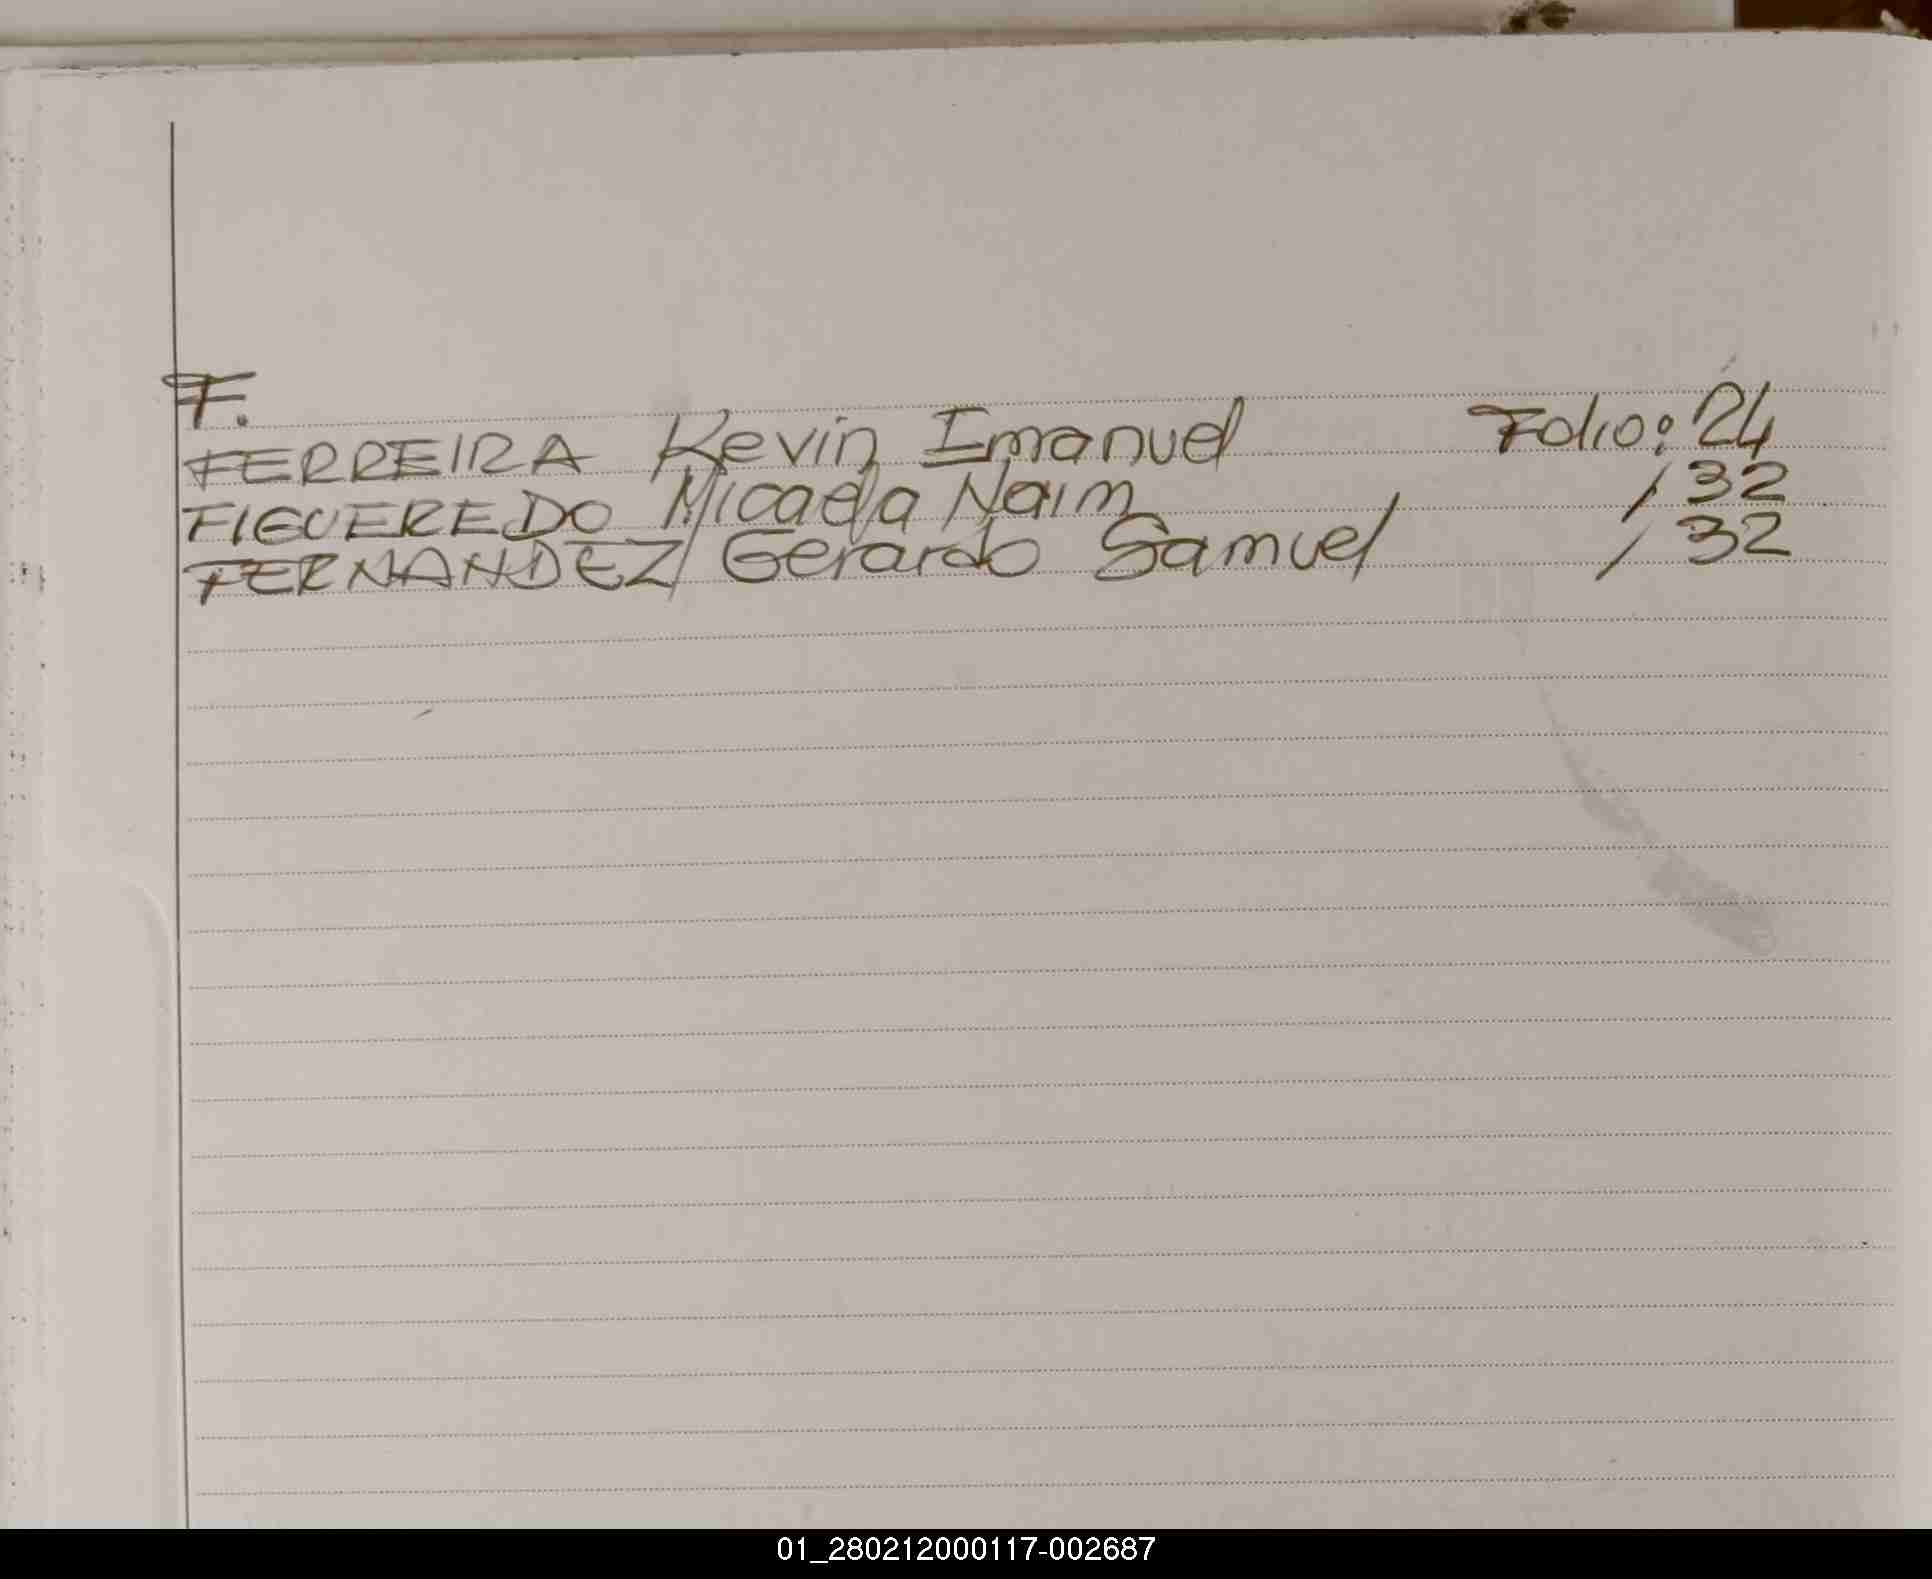 F.
FERREIRA Kevin Imanuel Folio: 24
FIGUEREDO Micaela Naim / 32
FERNANDEZ Gerardo Samuel / 32
01_280212000117-002687